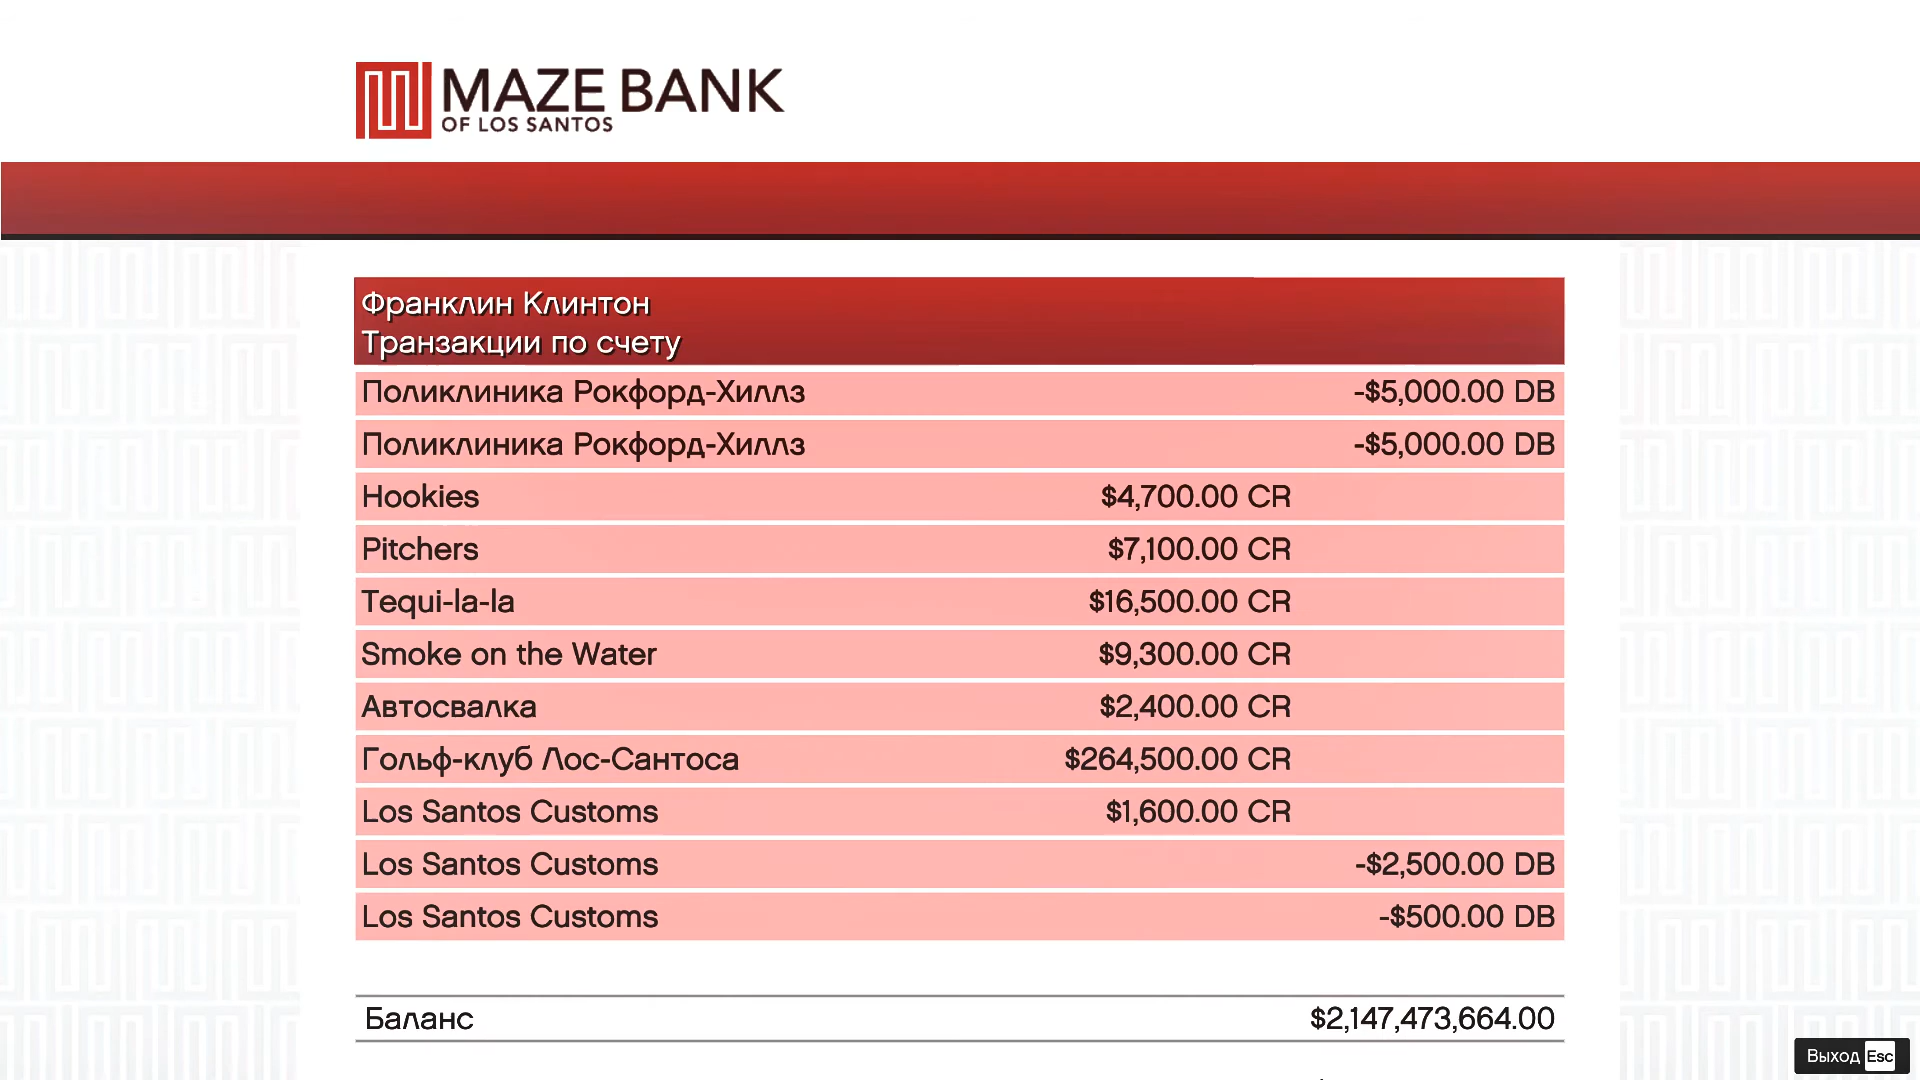 MAZE BANK
OF LOS SANTOS
Франклин Клинтон
Транзакции по счету
Поликлиника Рокфорд-Хиллз -$5,000.00 DB
Поликлиника Рокфорд-Хиллз -$5,000.00 DB
Hookies $4,700.00 CR
Pitchers $7,100.00 CR
Tequi-la-la $16,500.00 CR
Smoke on the Water $9,300.00 CR
Автосвалка $2,400.00 CR
Гольф-клуб Лос-Сантоса $264,500.00 CR
Los Santos Customs $1,600.00 CR
Los Santos Customs -$2,500.00 DB
Los Santos Customs -$500.00 DB
Баланс $2,147,473,664.00
Выход Esc